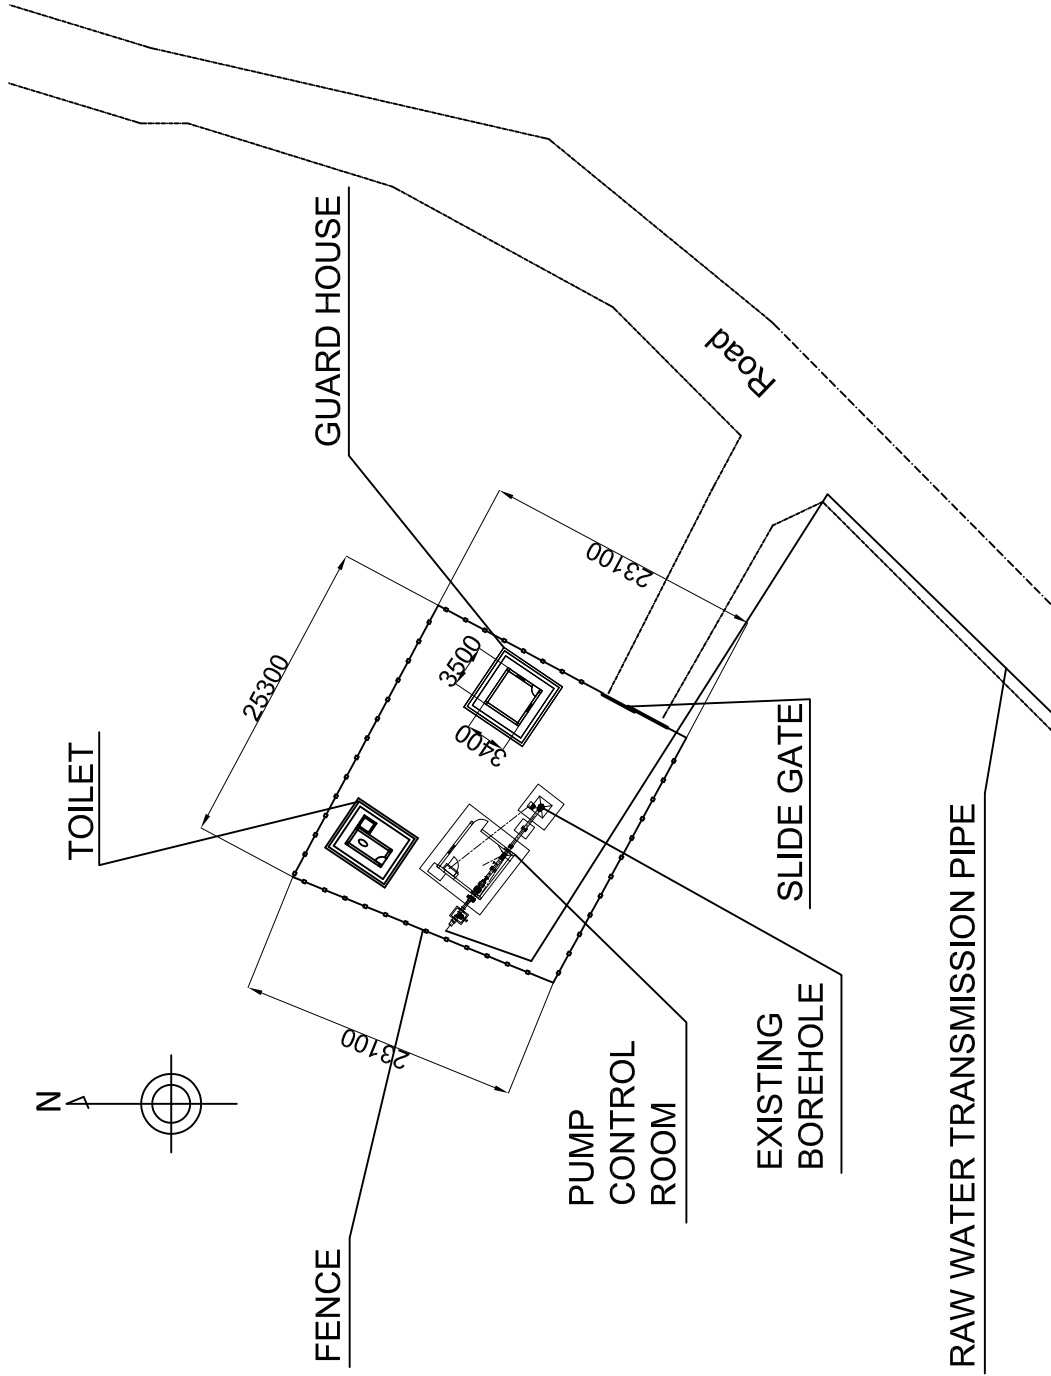 N
TOILET
FENCE
GUARD HOUSE
25300
23100
3500
3400
23100
Road
PUMP
CONTROL
ROOM
EXISTING
BOREHOLE
SLIDE GATE
RAW WATER TRANSMISSION PIPE